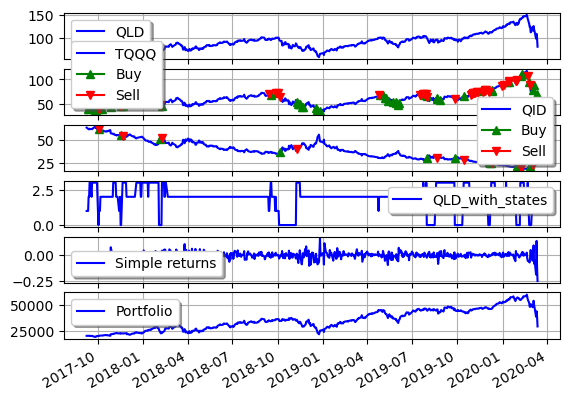 150
100
QLD
TQQQ
Buy
Sell
100
50
QID
Buy
Sell
50
25
2.5
0.0
QLD_with_states
0.00
−0.25
Simple returns
50000
25000
Portfolio
2017-10
2018-01
2018-04
2018-07
2018-10
2019-01
2019-04
2019-07
2019-10
2020-01
2020-04